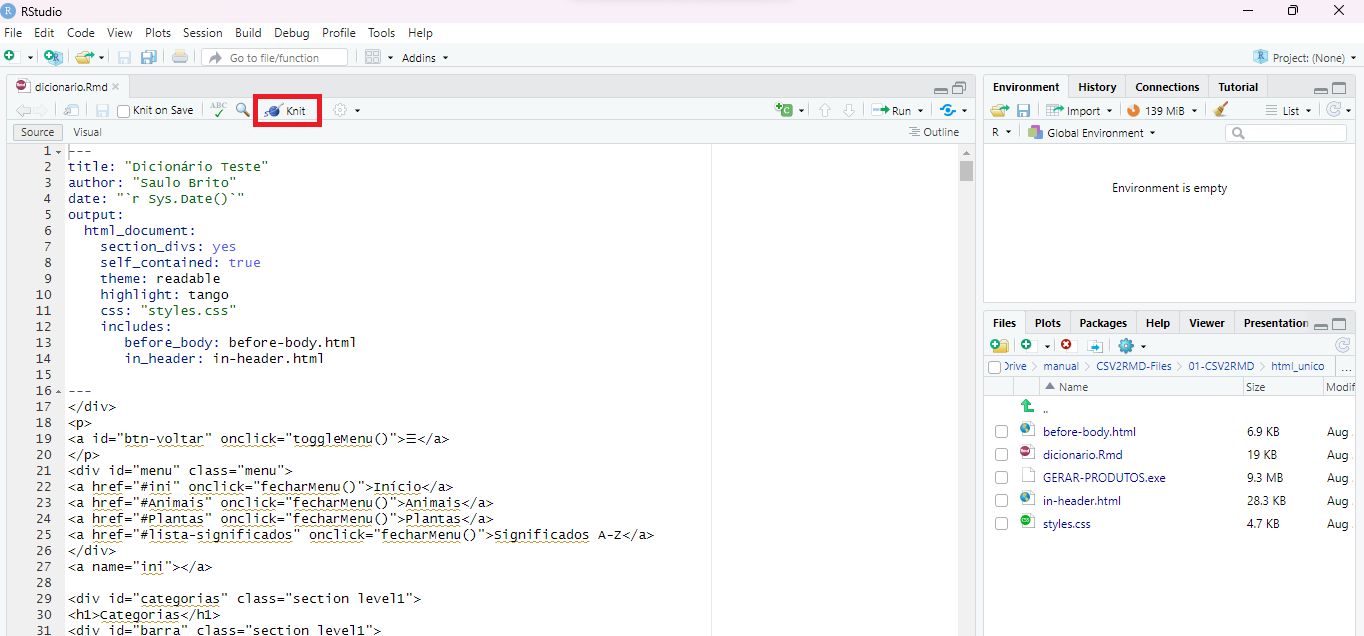 RStudio
File Edit Code View Plots Session Build Debug Profile Tools Help
Go to file/function Addins Project: (None)
dicionario.Rmd
Knit on Save ABC Knit Run
Source Visual Outline
1 ---
2 title: "Dicionário Teste"
3 author: "Saulo Brito"
4 date: "`r Sys.Date()`"
5 output:
6 html_document:
7 section_divs: yes
8 self_contained: true
9 theme: readable
10 highlight: tango
11 css: "styles.css"
12 includes:
13 before_body: before-body.html
14 in_header: in-header.html
15
16 ---
17 </div>
18 <p>
19 <a id="btn-voltar" onclick="toggleMenu()">☰</a>
20 </p>
21 <div id="menu" class="menu">
22 <a href="#ini" onclick="fecharMenu()">Início</a>
23 <a href="#Animais" onclick="fecharMenu()">Animais</a>
24 <a href="#Plantas" onclick="fecharMenu()">Plantas</a>
25 <a href="#lista-significados" onclick="fecharMenu()">Significados A-Z</a>
26 </div>
27 <a name="ini"></a>
28
29 <div id="categorias" class="section level1">
30 <h1>Categorias</h1>
31 <div id="barra" class="section level1">
Environment History Connections Tutorial
Import 139 MiB List
R Global Environment
Environment is empty
Files Plots Packages Help Viewer Presentation
Drive manual CSV2RMD-Files 01-CSV2RMD html_unico ...
Name Size Modif
..
before-body.html 6.9 KB Aug
dicionario.Rmd 19 KB Aug
GERAR-PRODUTOS.exe 9.3 MB Aug
in-header.html 28.3 KB Aug
styles.css 4.7 KB Aug